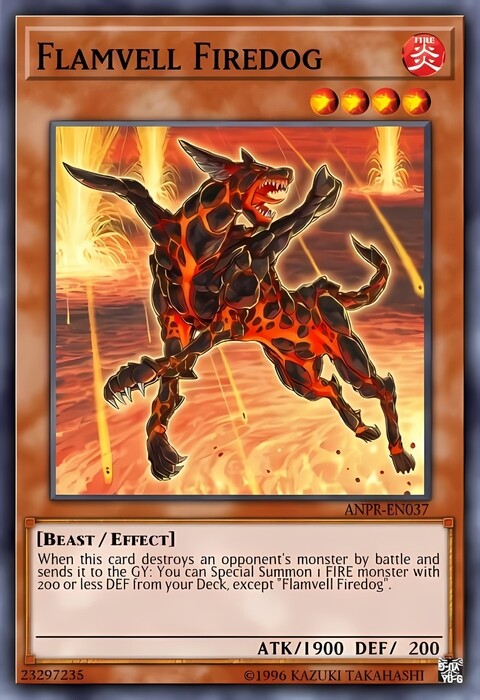 Flamvell Firedog
FIRE
炎
ANPR-EN037
[Beast / Effect]
When this card destroys an opponent's monster by battle and
sends it to the GY: You can Special Summon 1 FIRE monster with
200 or less DEF from your Deck, except "Flamvell Firedog".
ATK/1900 DEF/ 200
23297235
©1996 KAZUKI TAKAHASHI